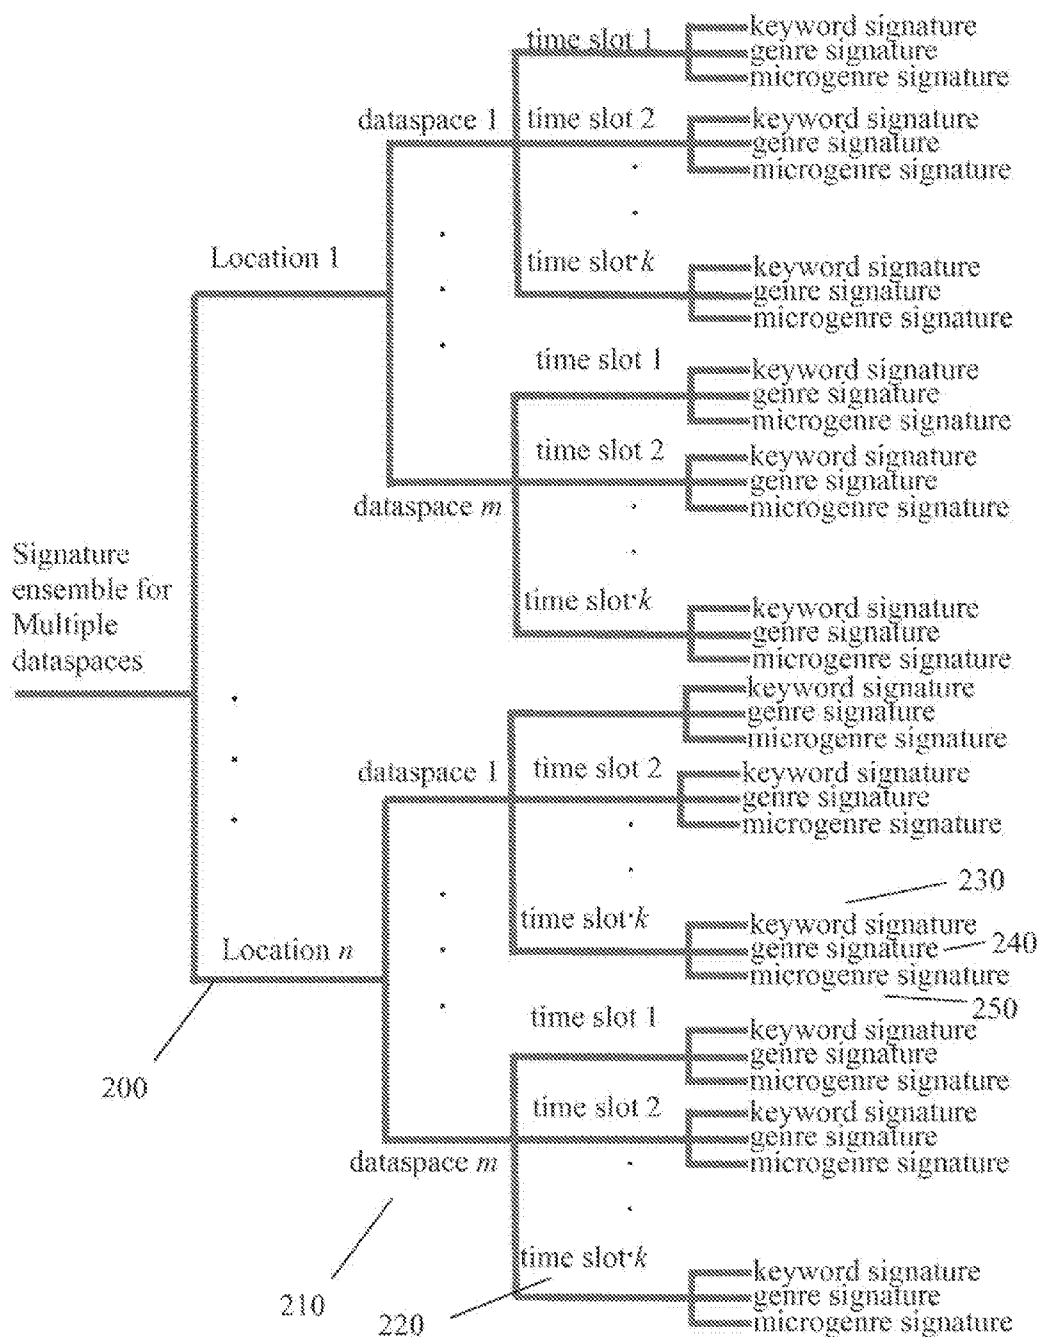 time slot 1
keyword signature
genre signature
microgenre signature
dataspace 1
time slot 2
keyword signature
genre signature
microgenre signature
Location 1
time slot k
keyword signature
genre signature
microgenre signature
time slot 1
keyword signature
genre signature
microgenre signature
time slot 2
keyword signature
genre signature
microgenre signature
dataspace m
Signature
ensemble for
Multiple
dataspaces
time slot k
keyword signature
genre signature
microgenre signature
keyword signature
genre signature
microgenre signature
dataspace 1
time slot 2
keyword signature
genre signature
microgenre signature
230
time slot k
keyword signature
genre signature
240
microgenre signature
250
Location n
200
time slot 1
keyword signature
genre signature
microgenre signature
time slot 2
keyword signature
genre signature
microgenre signature
dataspace m
210
time slot k
220
keyword signature
genre signature
microgenre signature